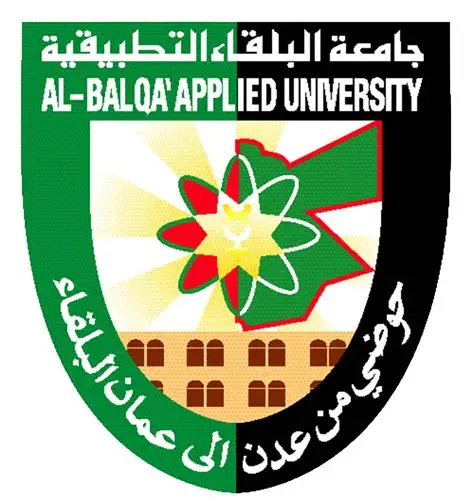 جامعة البلقاء التطبيقية
AL-BALQA' APPLIED UNIVERSITY
حوضي من عدن الى عمان البلقاء